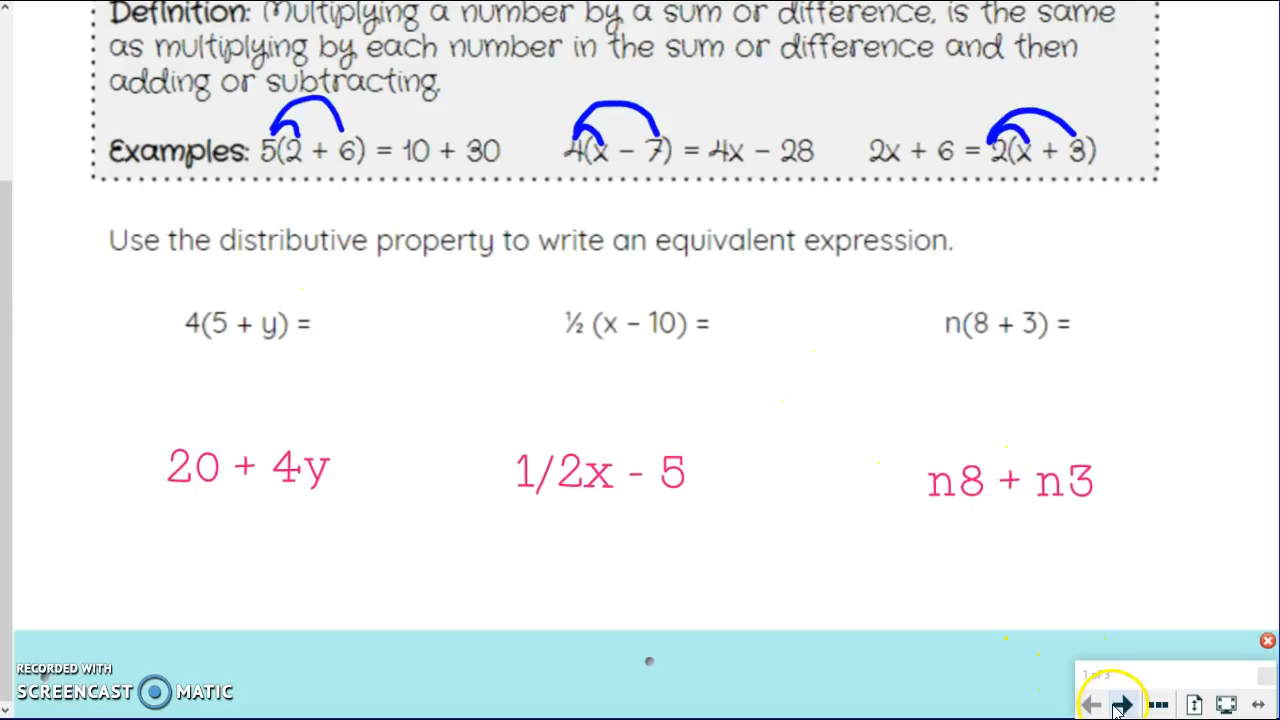 Definition: Multiplying a number by a sum or difference, is the same
as multiplying by each number in the sum or difference and then
adding or subtracting.
Examples: 5(2 + 6) = 10 + 30 4(x − 7) = 4x − 28 2x + 6 = 2(x + 3)
Use the distributive property to write an equivalent expression.
4(5 + y) = ½ (x − 10) = n(8 + 3) =
20 + 4y 1/2x - 5 n8 + n3
RECORDED WITH
SCREENCAST MATIC
1 of 3